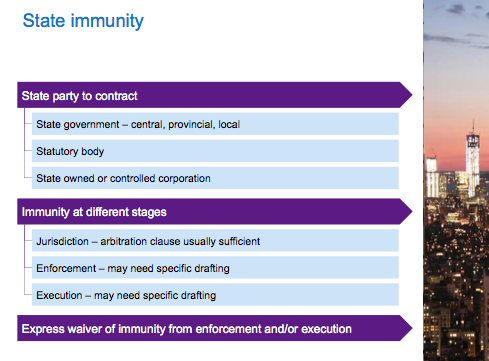 State immunity
State party to contract
State government – central, provincial, local
Statutory body
State owned or controlled corporation
Immunity at different stages
Jurisdiction – arbitration clause usually sufficient
Enforcement – may need specific drafting
Execution – may need specific drafting
Express waiver of immunity from enforcement and/or execution